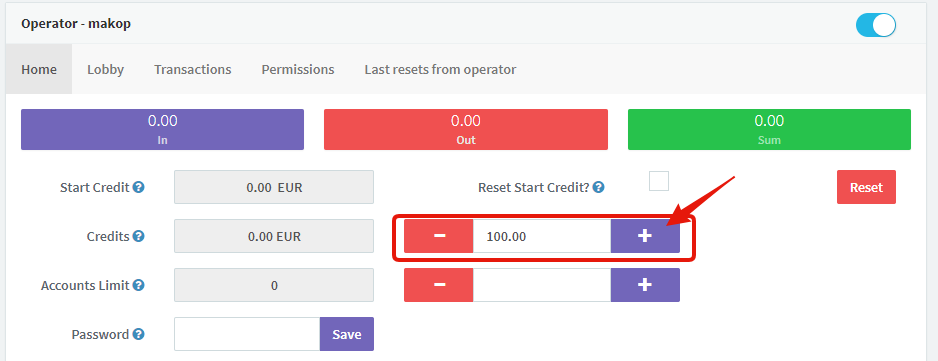 Operator - makop
Home Lobby Transactions Permissions Last resets from operator
0.00 0.00 0.00
In Out Sum
Start Credit ? 0.00 EUR Reset Start Credit? ? Reset
Credits ? 0.00 EUR − 100.00 +
Accounts Limit ? 0 − +
Password ? Save